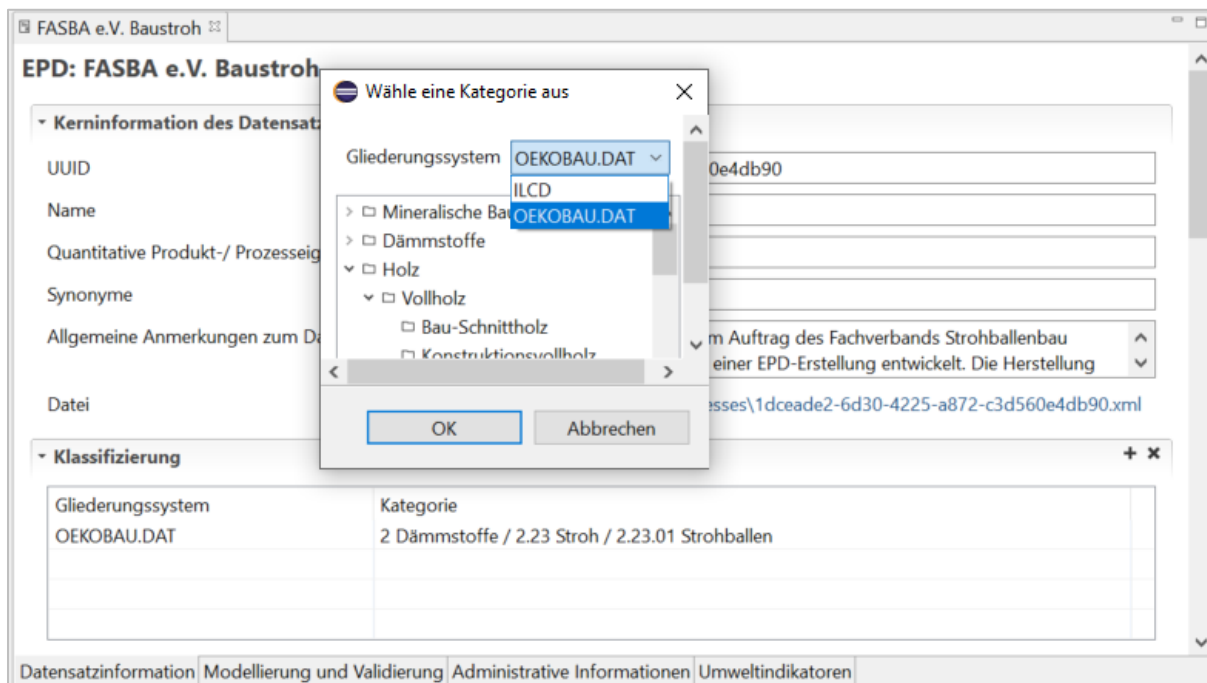 FASBA e.V. Baustroh
EPD: FASBA e.V. Baustroh
Wähle eine Kategorie aus
Kerninformation des Datensatz
Gliederungssystem OEKOBAU.DAT
ILCD
OEKOBAU.DAT
UUID
0e4db90
Name
Mineralische Bau
Quantitative Produkt-/ Prozesseig
Dämmstoffe
Holz
Synonyme
Vollholz
Bau-Schnittholz
Allgemeine Anmerkungen zum Da
m Auftrag des Fachverbands Strohballenbau
Konstruktionsvollholz
einer EPD-Erstellung entwickelt. Die Herstellung
Datei
esses\1dceade2-6d30-4225-a872-c3d560e4db90.xml
OK Abbrechen
Klassifizierung
Gliederungssystem Kategorie
OEKOBAU.DAT 2 Dämmstoffe / 2.23 Stroh / 2.23.01 Strohballen
Datensatzinformation Modellierung und Validierung Administrative Informationen Umweltindikatoren